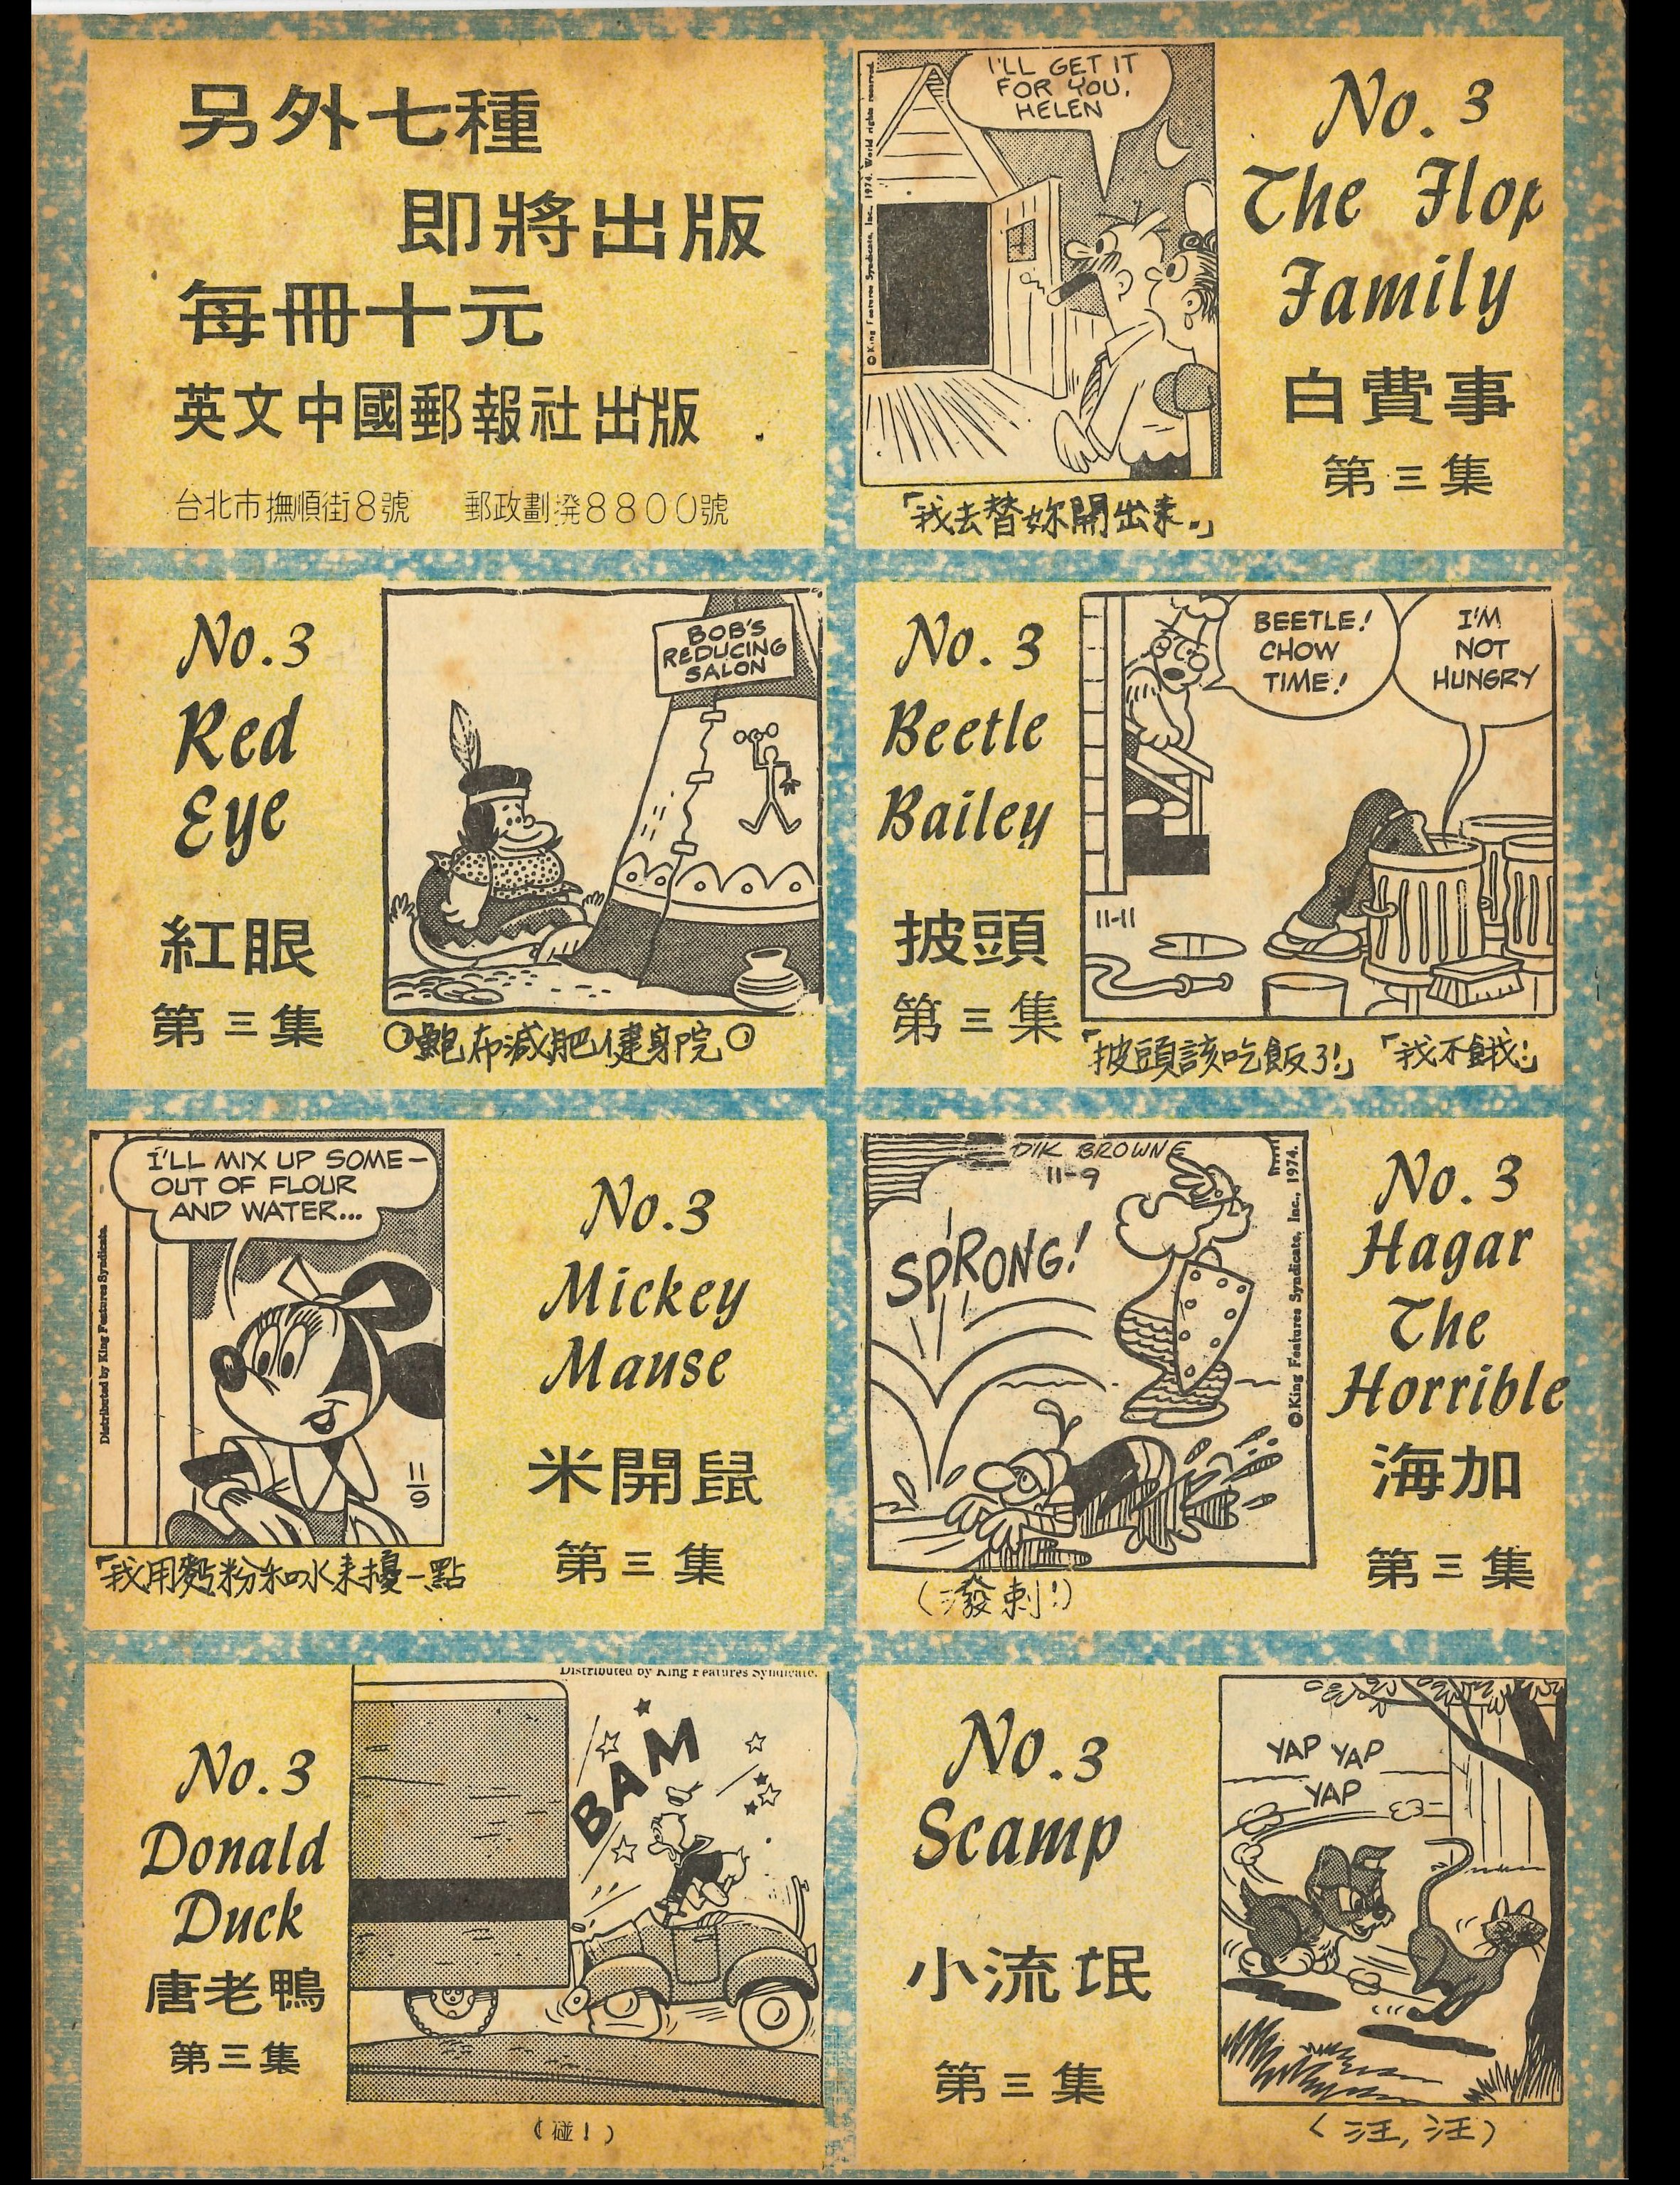 另外七種
即將出版
每冊十元
英文中國郵報社出版
台北市撫順街8號 郵政劃撥8800號
I'LL GET IT
FOR YOU,
HELEN
© King Features Syndicate, Inc., 1974. World rights reserved.
「我去替妳開出來。」
No. 3
The Flop
Family
白費事
第三集
No.3
Red
Eye
紅眼
第三集
BOB'S
REDUCING
SALON
鮑布減肥健身院
No. 3
Beetle
Bailey
披頭
第三集
BEETLE!
CHOW
TIME!
I'M
NOT
HUNGRY
11-11
「披頭該吃飯了!」 「我不餓!」
I'LL MIX UP SOME-
OUT OF FLOUR
AND WATER...
Distributed by King Features Syndicate.
11-9
「我用麪粉和水來擾一點
No.3
Mickey
Mause
米開鼠
第三集
DIK BROWNE
11-9
SPRONG!
© King Features Syndicate, Inc., 1974.
(潑剌!)
No. 3
Hagar
The
Horrible
海加
第三集
No. 3
Donald
Duck
唐老鴨
第三集
Distributed by King Features Syndicate.
BAM
(碰!)
No.3
Scamp
小流氓
第三集
YAP YAP
YAP
(汪,汪)